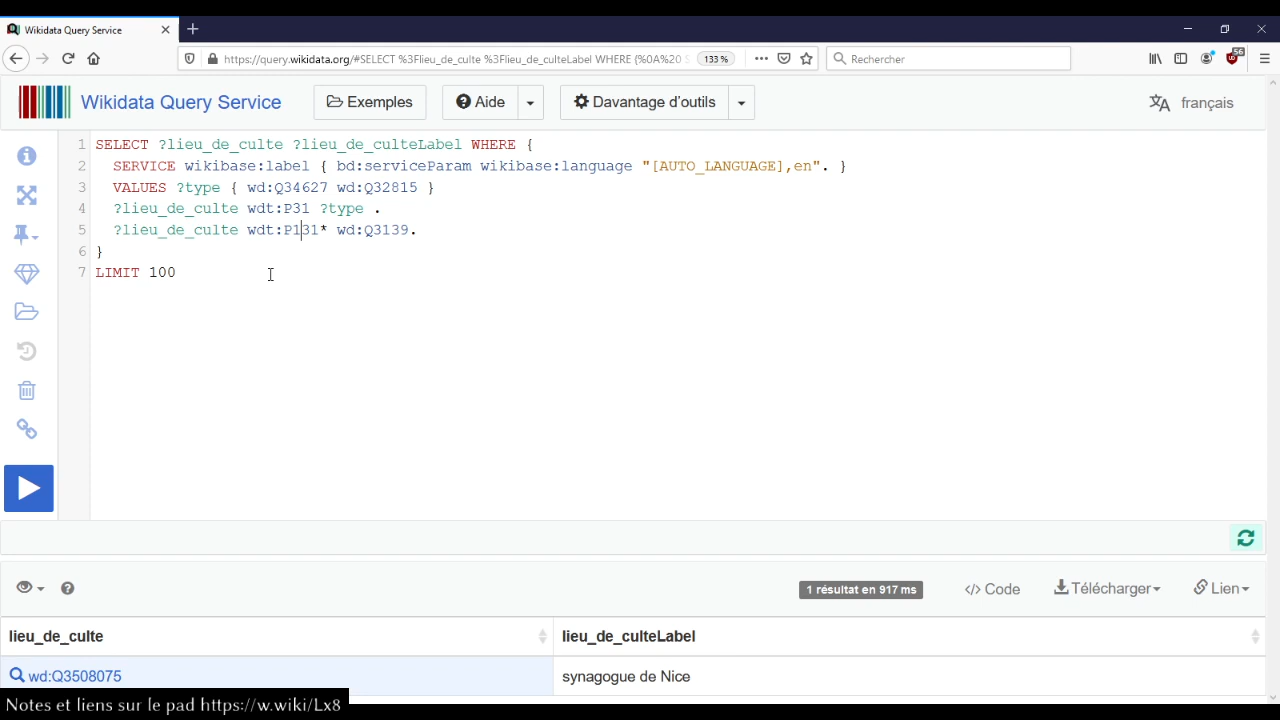 Wikidata Query Service
https://query.wikidata.org/#SELECT %3Flieu_de_culte %3Flieu_de_culteLabel WHERE {%0A%20 S
133 %
Rechercher
56
Wikidata Query Service
Exemples
Aide
Davantage d'outils
français
1 SELECT ?lieu_de_culte ?lieu_de_culteLabel WHERE {
2 SERVICE wikibase:label { bd:serviceParam wikibase:language "[AUTO_LANGUAGE],en". }
3 VALUES ?type { wd:Q34627 wd:Q32815 }
4 ?lieu_de_culte wdt:P31 ?type .
5 ?lieu_de_culte wdt:P131* wd:Q3139.
6 }
7 LIMIT 100
1 résultat en 917 ms
</> Code
Télécharger
Lien
lieu_de_culte
lieu_de_culteLabel
wd:Q3508075
synagogue de Nice
Notes et liens sur le pad https://w.wiki/Lx8